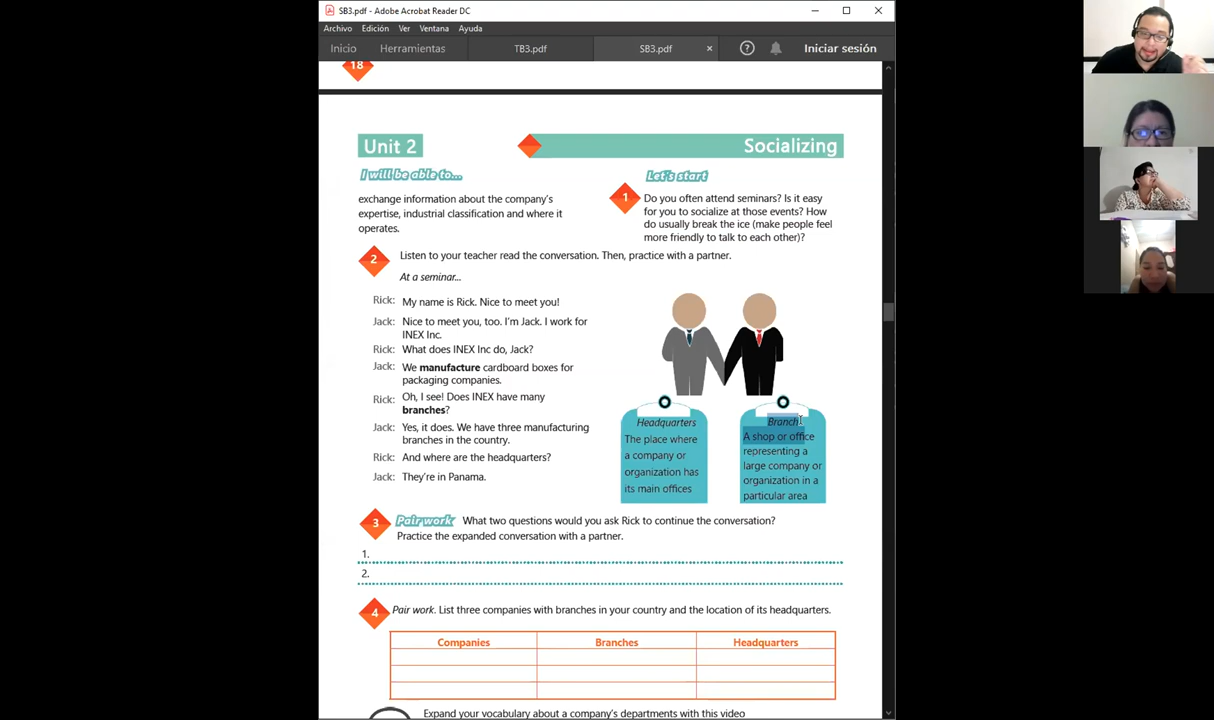 SB3.pdf - Adobe Acrobat Reader DC
Archivo Edición Ver Ventana Ayuda
Inicio Herramientas TB3.pdf SB3.pdf × ? Iniciar sesión
18
Unit 2 Socializing
I will be able to...
exchange information about the company's
expertise, industrial classification and where it
operates.
Let's start
1 Do you often attend seminars? Is it easy
for you to socialize at those events? How
do usually break the ice (make people feel
more friendly to talk to each other)?
2 Listen to your teacher read the conversation. Then, practice with a partner.
At a seminar...
Rick: My name is Rick. Nice to meet you!
Jack: Nice to meet you, too. I'm Jack. I work for
INEX Inc.
Rick: What does INEX Inc do, Jack?
Jack: We manufacture cardboard boxes for
packaging companies.
Rick: Oh, I see! Does INEX have many
branches?
Jack: Yes, it does. We have three manufacturing
branches in the country.
Rick: And where are the headquarters?
Jack: They're in Panama.
Headquarters
The place where
a company or
organization has
its main offices
Branch
A shop or office
representing a
large company or
organization in a
particular area
3 Pair work What two questions would you ask Rick to continue the conversation?
Practice the expanded conversation with a partner.
1.
2.
4 Pair work. List three companies with branches in your country and the location of its headquarters.
Companies Branches Headquarters
Expand your vocabulary about a company's departments with this video